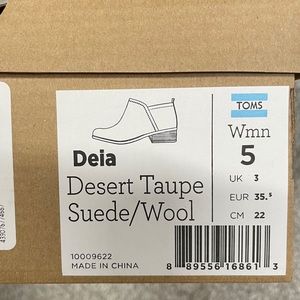 TOMS
Wmn
5
Deia
Desert Taupe
Suede/Wool
UK 3
EUR 35.5
CM 22
10009622
MADE IN CHINA
8 89556 16861 3